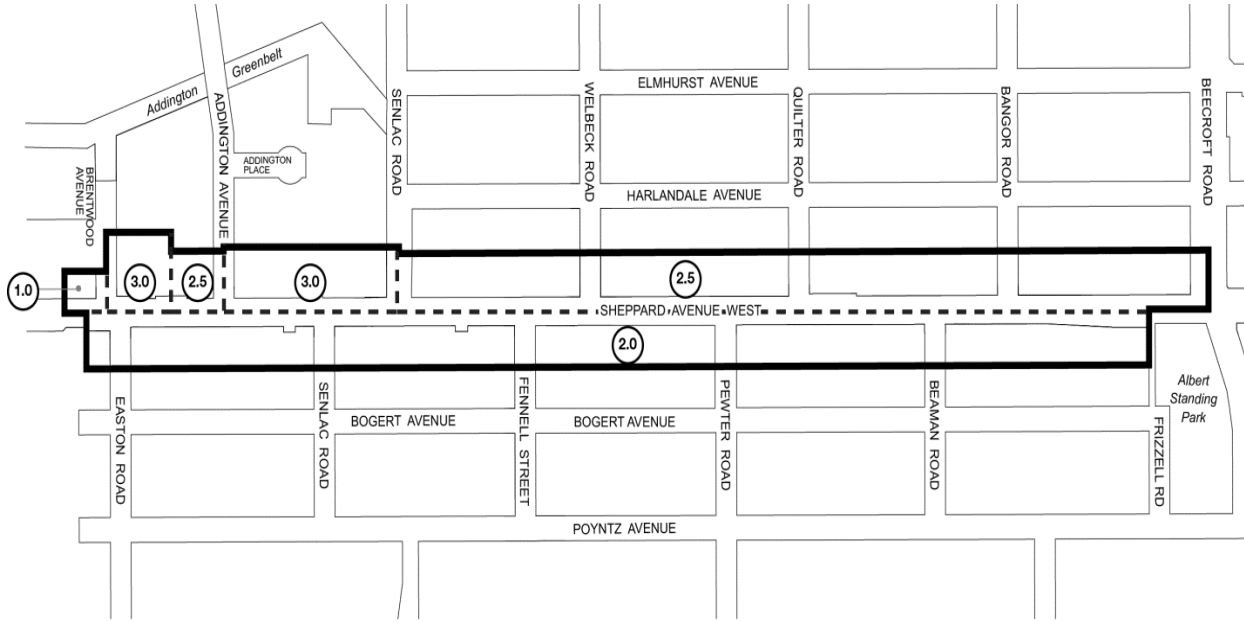 Addington
Greenbelt
ELMHURST AVENUE
ADDINGTON AVENUE
SENLAC ROAD
WELBECK ROAD
QUILTER ROAD
BANGOR ROAD
BEECROFT ROAD
ADDINGTON
PLACE
BRENTWOOD
AVENUE
HARLANDALE AVENUE
1.0
3.0
2.5
3.0
2.5
SHEPPARD AVENUE WEST
2.0
EASTON ROAD
SENLAC ROAD
FENNELL STREET
PEWTER ROAD
BEAMAN ROAD
FRIZZELL RD
Albert
Standing
Park
BOGERT AVENUE
BOGERT AVENUE
POYNTZ AVENUE